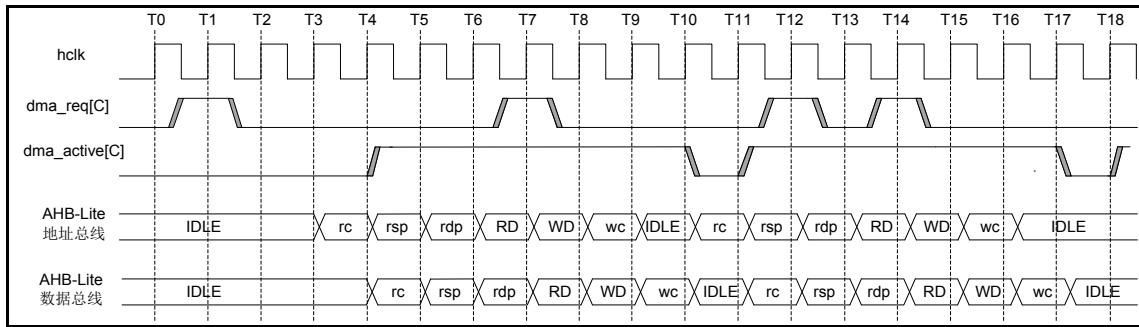 T0 T1 T2 T3 T4 T5 T6 T7 T8 T9 T10 T11 T12 T13 T14 T15 T16 T17 T18
hclk
dma_req[C]
dma_active[C]
AHB-Lite
地址总线
IDLE rc rsp rdp RD WD wc IDLE rc rsp rdp RD WD wc IDLE
AHB-Lite
数据总线
IDLE rc rsp rdp RD WD wc IDLE rc rsp rdp RD WD wc IDLE